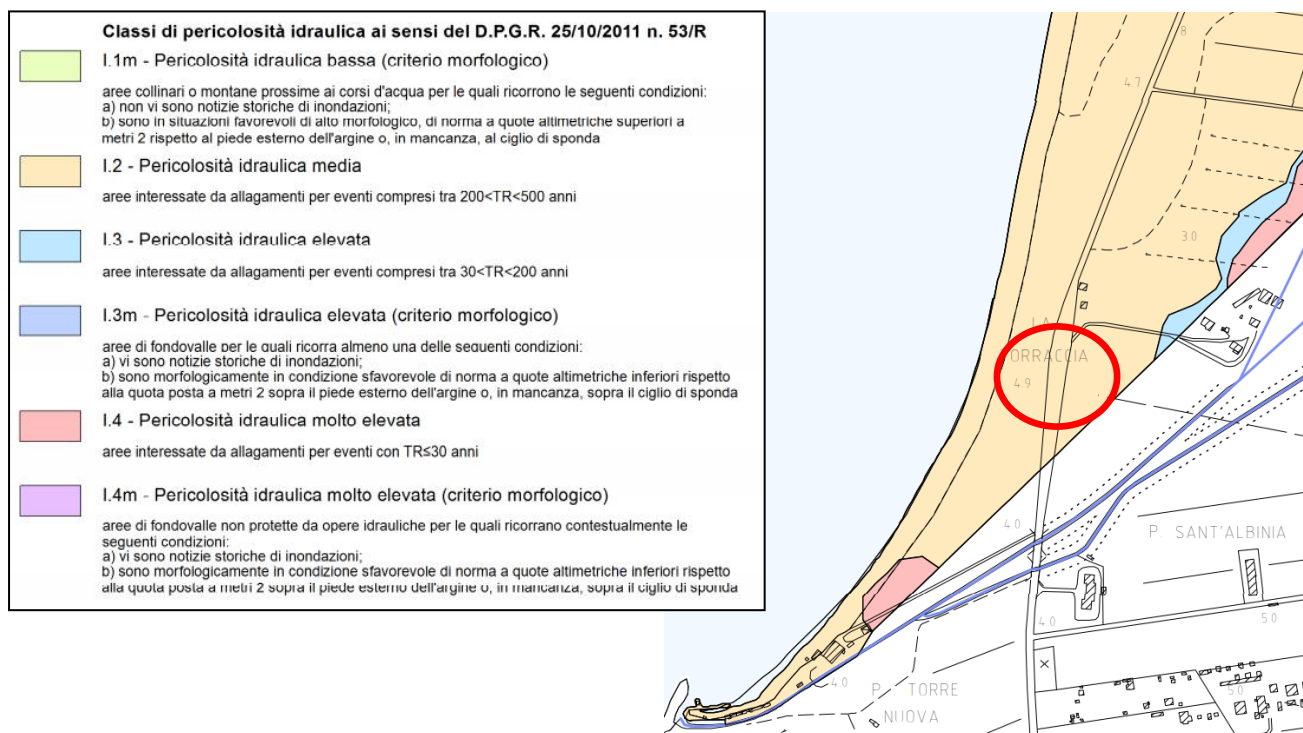 Classi di pericolosità idraulica ai sensi del D.P.G.R. 25/10/2011 n. 53/R
I.1m - Pericolosità idraulica bassa (criterio morfologico)
aree collinari o montane prossime ai corsi d'acqua per le quali ricorrono le seguenti condizioni:
a) non vi sono notizie storiche di inondazioni;
b) sono in situazioni favorevoli di alto morfologico, di norma a quote altimetriche superiori a
metri 2 rispetto al piede esterno dell'argine o, in mancanza, al ciglio di sponda
I.2 - Pericolosità idraulica media
aree interessate da allagamenti per eventi compresi tra 200<TR<500 anni
I.3 - Pericolosità idraulica elevata
aree interessate da allagamenti per eventi compresi tra 30<TR<200 anni
I.3m - Pericolosità idraulica elevata (criterio morfologico)
aree di fondovalle per le quali ricorra almeno una delle seguenti condizioni:
a) vi sono notizie storiche di inondazioni;
b) sono morfologicamente in condizione sfavorevole di norma a quote altimetriche inferiori rispetto
alla quota posta a metri 2 sopra il piede esterno dell'argine o, in mancanza, sopra il ciglio di sponda
I.4 - Pericolosità idraulica molto elevata
aree interessate da allagamenti per eventi con TR≤30 anni
I.4m - Pericolosità idraulica molto elevata (criterio morfologico)
aree di fondovalle non protette da opere idrauliche per le quali ricorrano contestualmente le
seguenti condizioni:
a) vi sono notizie storiche di inondazioni;
b) sono morfologicamente in condizione sfavorevole di norma a quote altimetriche inferiori rispetto
alla quota posta a metri 2 sopra il piede esterno dell'argine o, in mancanza, sopra il ciglio di sponda
8
4.7
3.0
LA
ORRACCIA
4.9
4.0
P. SANT'ALBINIA
4.0
5.0
4.0
P. TORRE
NUOVA
5.0